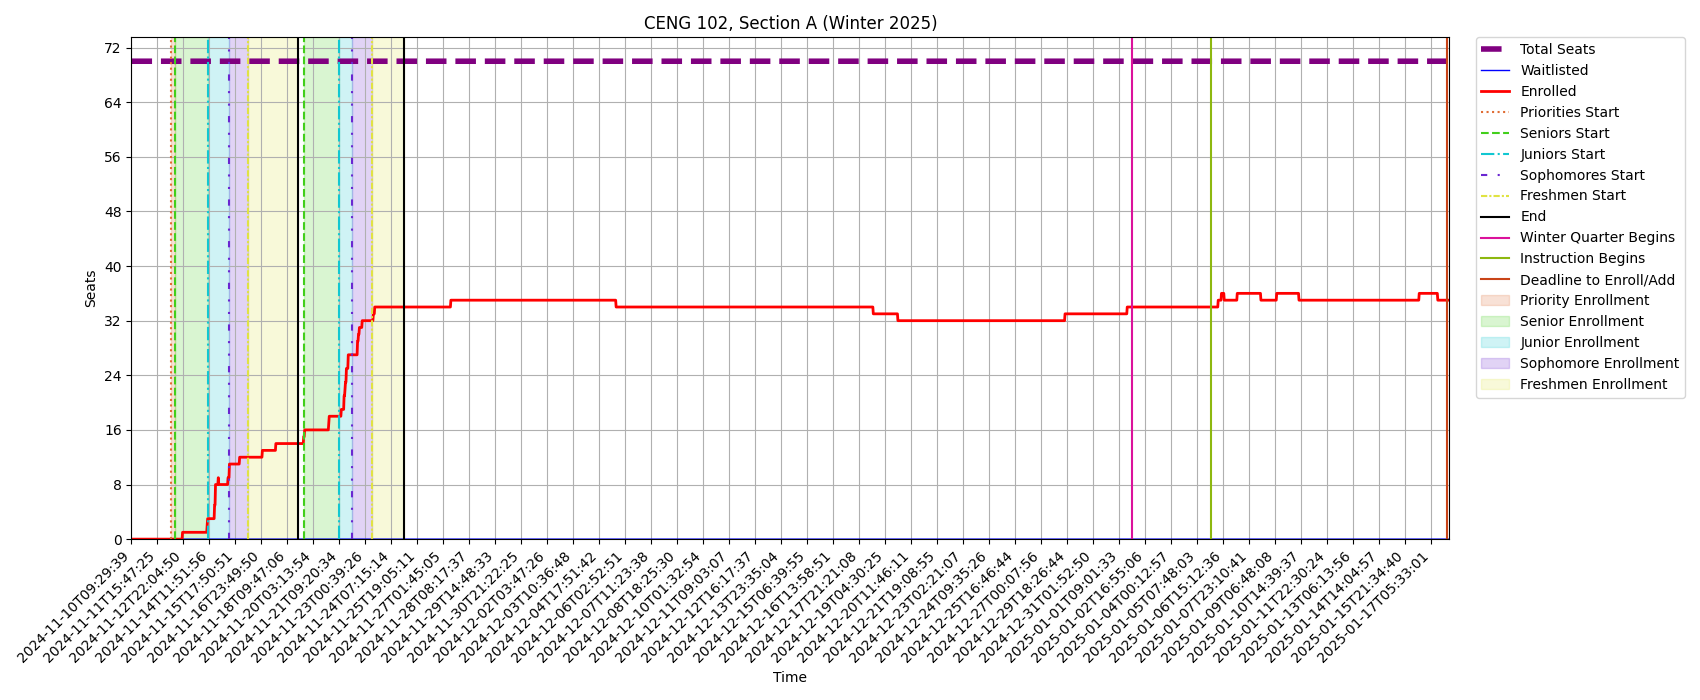 CENG 102, Section A (Winter 2025)
72
64
56
48
40
32
24
16
8
0
Seats
2024-11-10T09:29:39
2024-11-11T15:47:25
2024-11-12T22:04:50
2024-11-14T11:51:56
2024-11-15T17:50:51
2024-11-16T23:49:50
2024-11-18T09:47:06
2024-11-20T03:13:54
2024-11-21T09:20:34
2024-11-23T00:39:26
2024-11-24T07:15:14
2024-11-25T19:05:11
2024-11-27T01:45:05
2024-11-28T08:17:37
2024-11-29T14:48:33
2024-11-30T21:22:25
2024-12-02T03:47:26
2024-12-03T10:36:48
2024-12-04T17:51:42
2024-12-06T02:52:51
2024-12-07T11:23:38
2024-12-08T18:25:30
2024-12-10T01:32:54
2024-12-11T09:03:07
2024-12-12T16:17:37
2024-12-13T23:35:04
2024-12-15T06:39:55
2024-12-16T13:58:51
2024-12-17T21:21:08
2024-12-19T04:30:25
2024-12-20T11:46:11
2024-12-21T19:08:55
2024-12-23T02:21:07
2024-12-24T09:35:26
2024-12-25T16:46:44
2024-12-27T00:07:56
2024-12-29T18:26:44
2024-12-31T01:52:50
2025-01-01T09:01:33
2025-01-02T16:55:06
2025-01-04T00:12:57
2025-01-05T07:48:03
2025-01-06T15:12:36
2025-01-07T23:10:41
2025-01-09T06:48:08
2025-01-10T14:39:37
2025-01-11T22:30:24
2025-01-13T06:13:56
2025-01-14T14:04:57
2025-01-15T21:34:40
2025-01-17T05:33:01
Time
Total Seats
Waitlisted
Enrolled
Priorities Start
Seniors Start
Juniors Start
Sophomores Start
Freshmen Start
End
Winter Quarter Begins
Instruction Begins
Deadline to Enroll/Add
Priority Enrollment
Senior Enrollment
Junior Enrollment
Sophomore Enrollment
Freshmen Enrollment